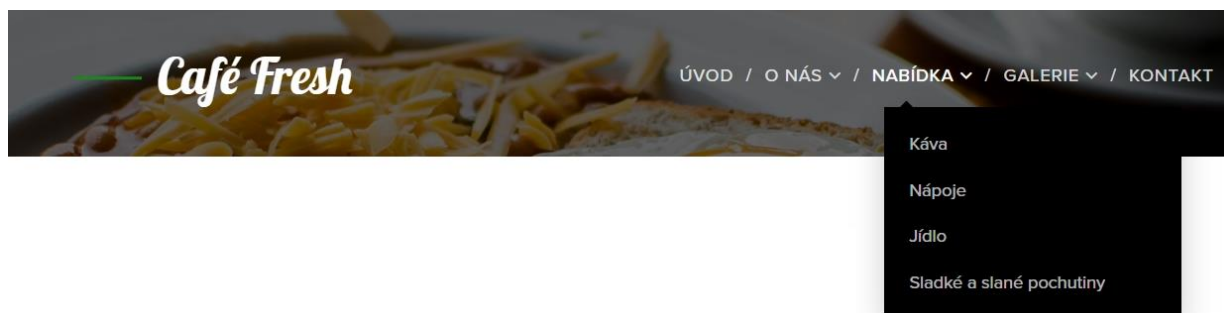 Café Fresh
ÚVOD / O NÁS / NABÍDKA / GALERIE / KONTAKT
Káva
Nápoje
Jídlo
Sladké a slané pochutiny